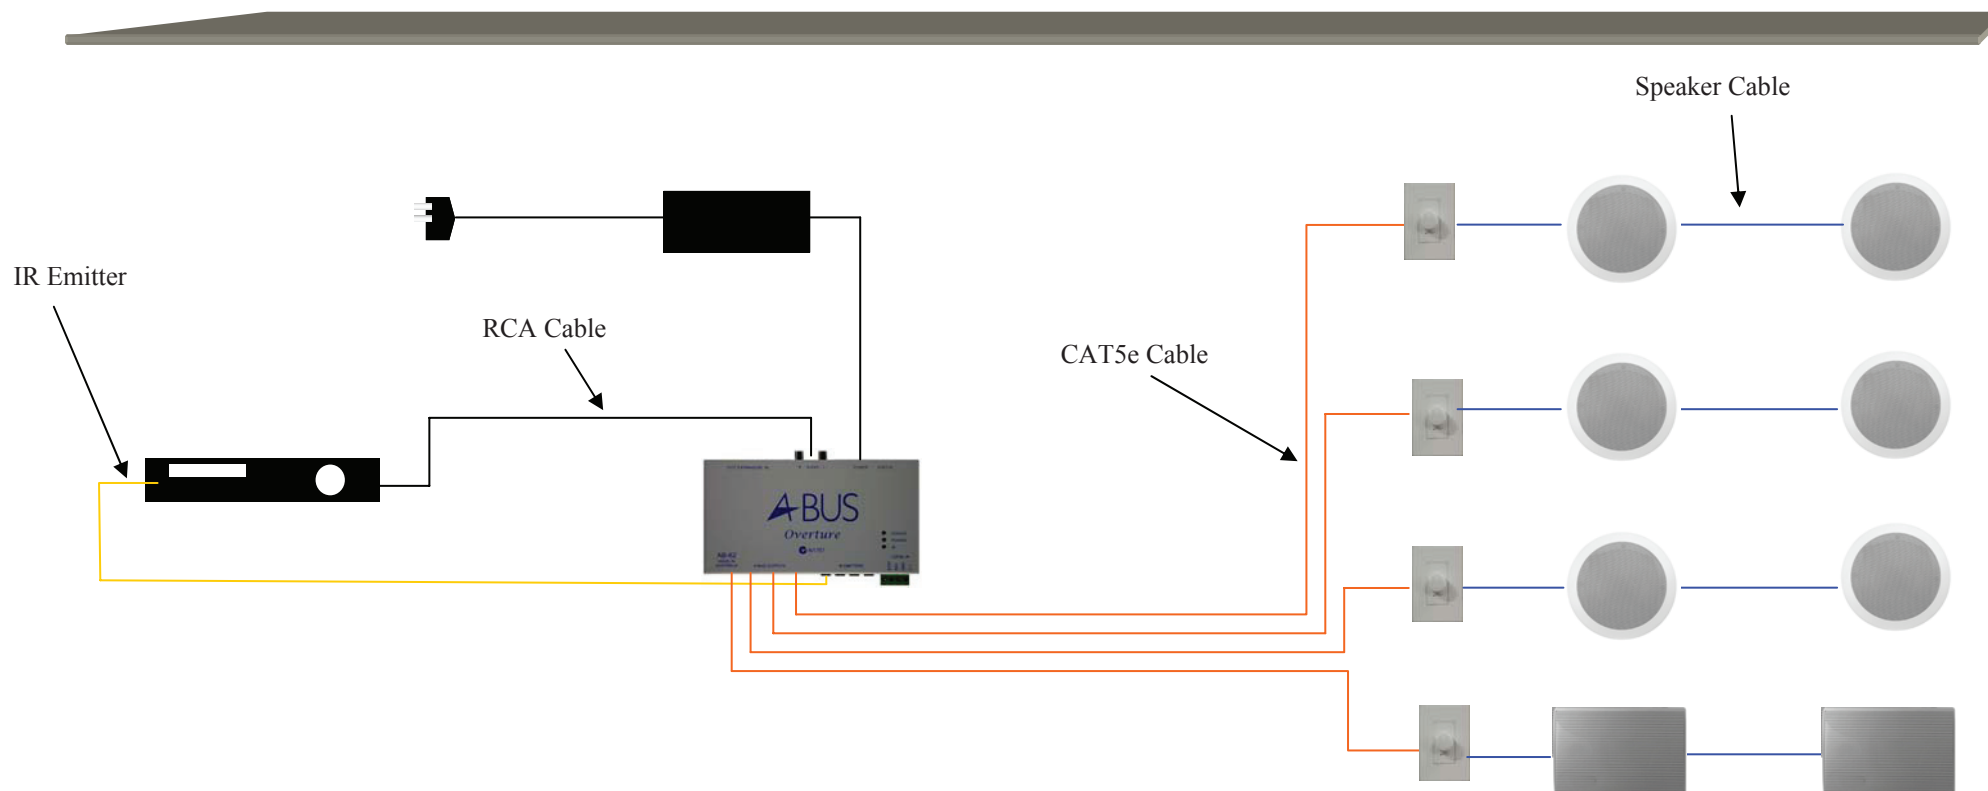 Speaker Cable
IR Emitter
RCA Cable
CAT5e Cable
A-BUS
Overture